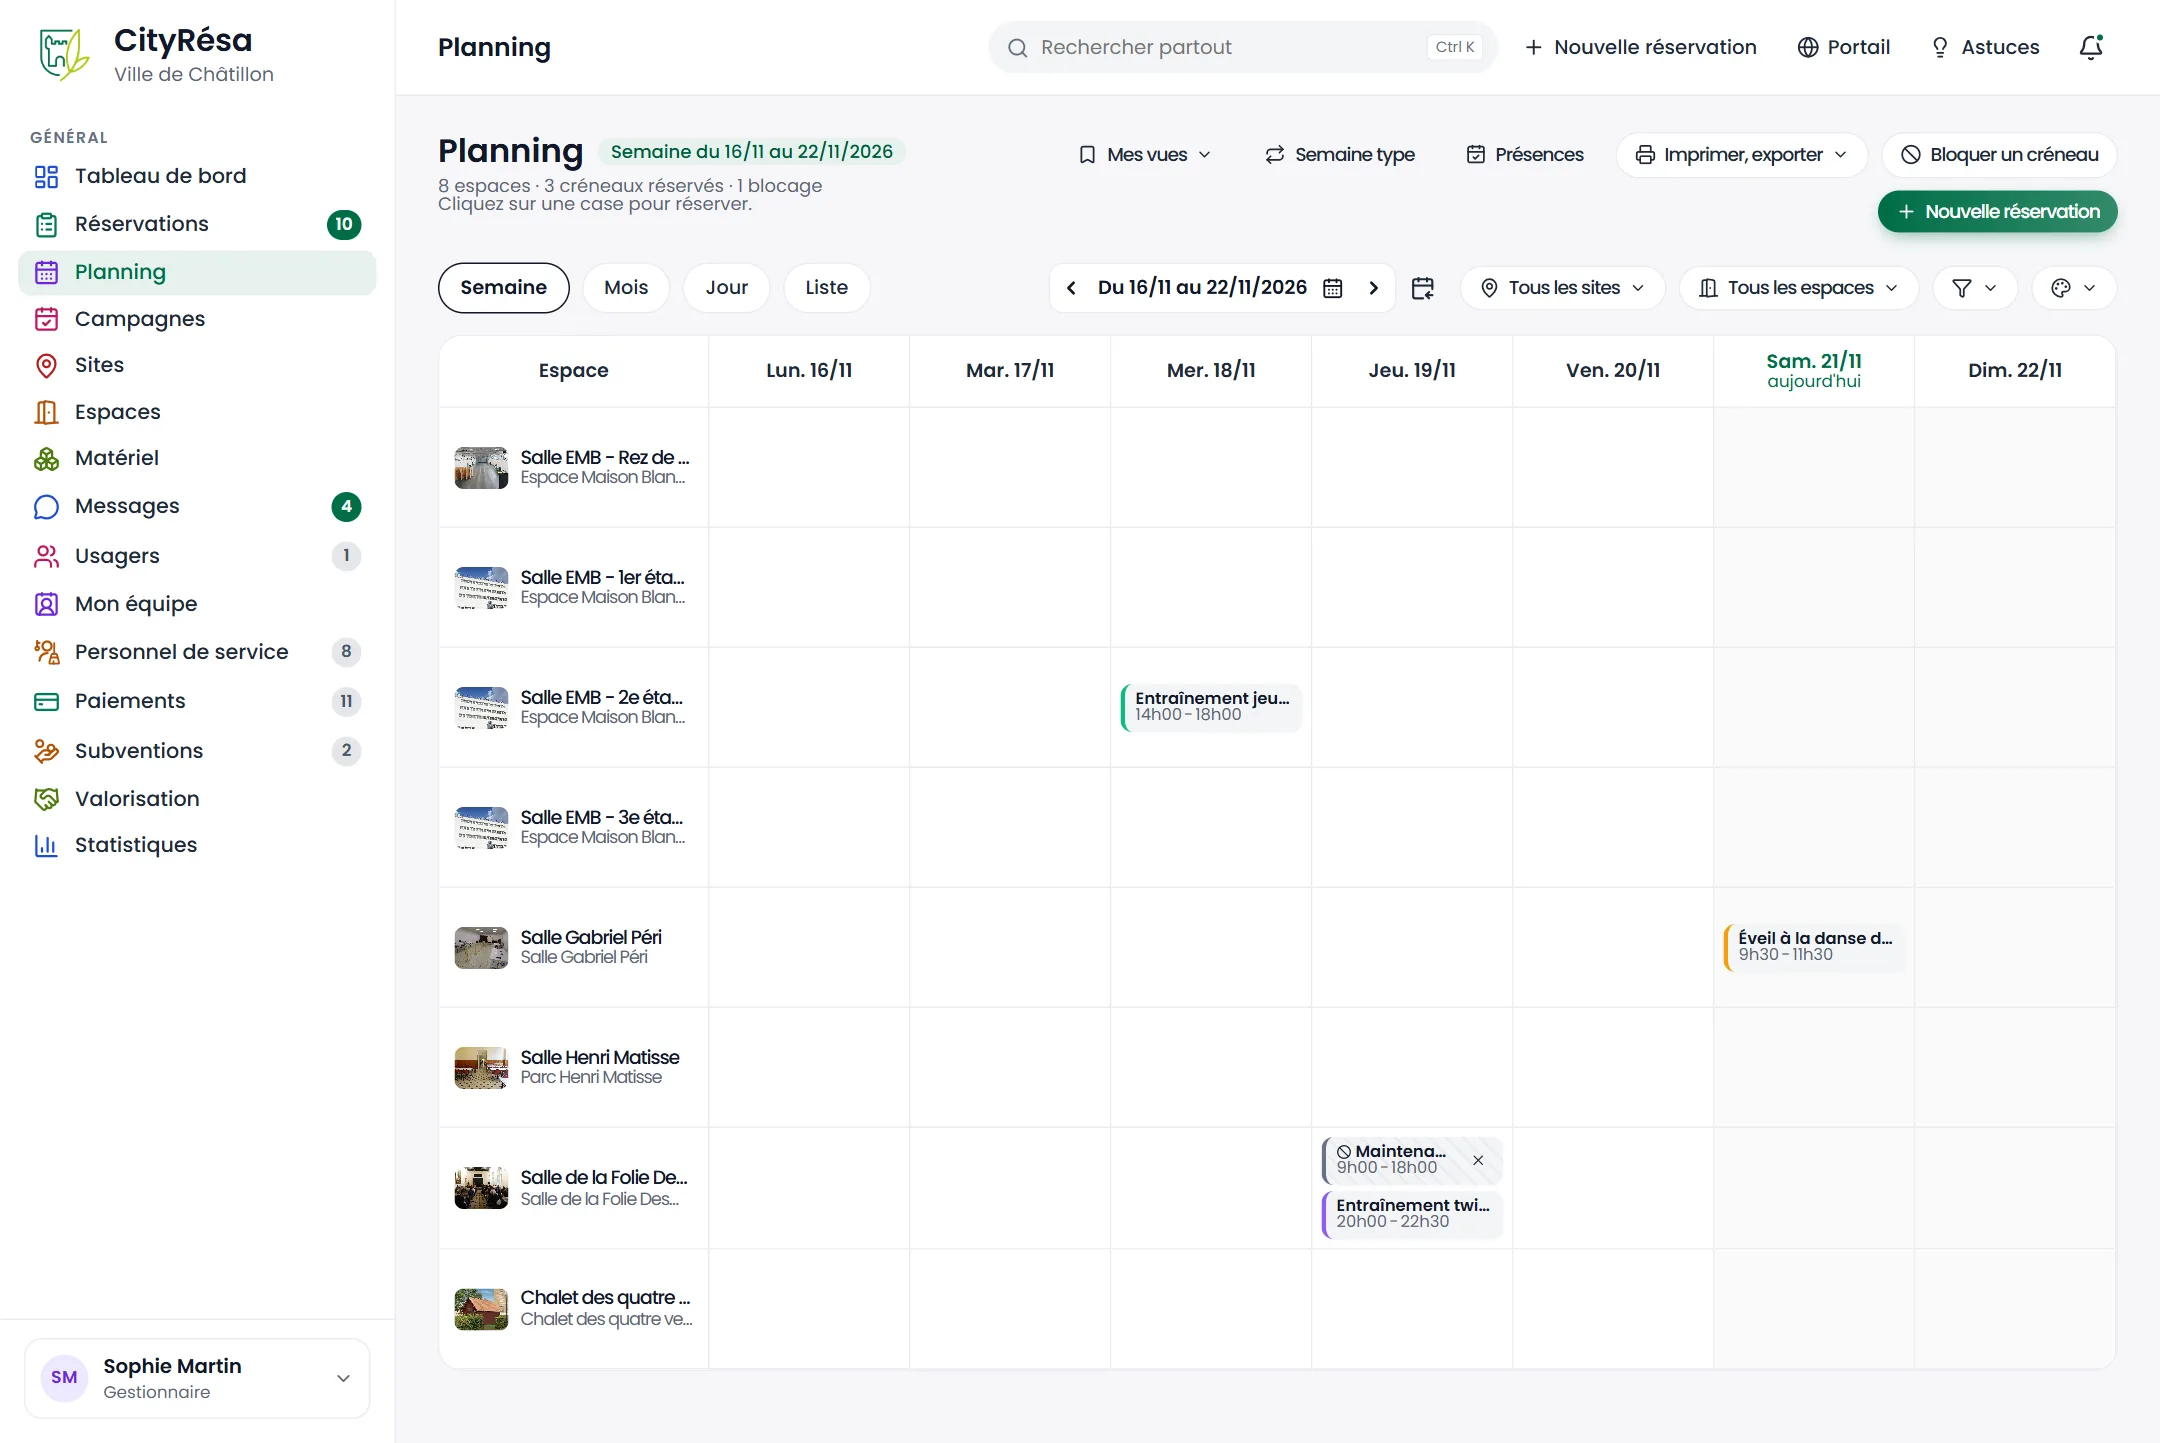 CityRésa
Ville de Châtillon
GÉNÉRAL
Tableau de bord
Réservations 10
Planning
Campagnes
Sites
Espaces
Matériel
Messages 4
Usagers 1
Mon équipe
Personnel de service 8
Paiements 11
Subventions 2
Valorisation
Statistiques
SM
Sophie Martin
Gestionnaire
Planning
Rechercher partout Ctrl K
Nouvelle réservation
Portail
Astuces
Planning Semaine du 16/11 au 22/11/2026
8 espaces · 3 créneaux réservés · 1 blocage
Cliquez sur une case pour réserver.
Mes vues
Semaine type
Présences
Imprimer, exporter
Bloquer un créneau
+ Nouvelle réservation
Semaine Mois Jour Liste
Du 16/11 au 22/11/2026
Tous les sites
Tous les espaces
Espace Lun. 16/11 Mar. 17/11 Mer. 18/11 Jeu. 19/11 Ven. 20/11 Sam. 21/11 Dim. 22/11
aujourd'hui
Salle EMB - Rez de ...
Espace Maison Blan...
Salle EMB - 1er éta...
Espace Maison Blan...
Salle EMB - 2e éta...
Espace Maison Blan...
Entraînement jeu...
14h00 - 18h00
Salle EMB - 3e éta...
Espace Maison Blan...
Salle Gabriel Péri
Salle Gabriel Péri
Éveil à la danse d...
9h30 - 11h30
Salle Henri Matisse
Parc Henri Matisse
Salle de la Folie De...
Salle de la Folie Des...
Maintena...
9h00 - 18h00
Entraînement twi...
20h00 - 22h30
Chalet des quatre ...
Chalet des quatre ve...